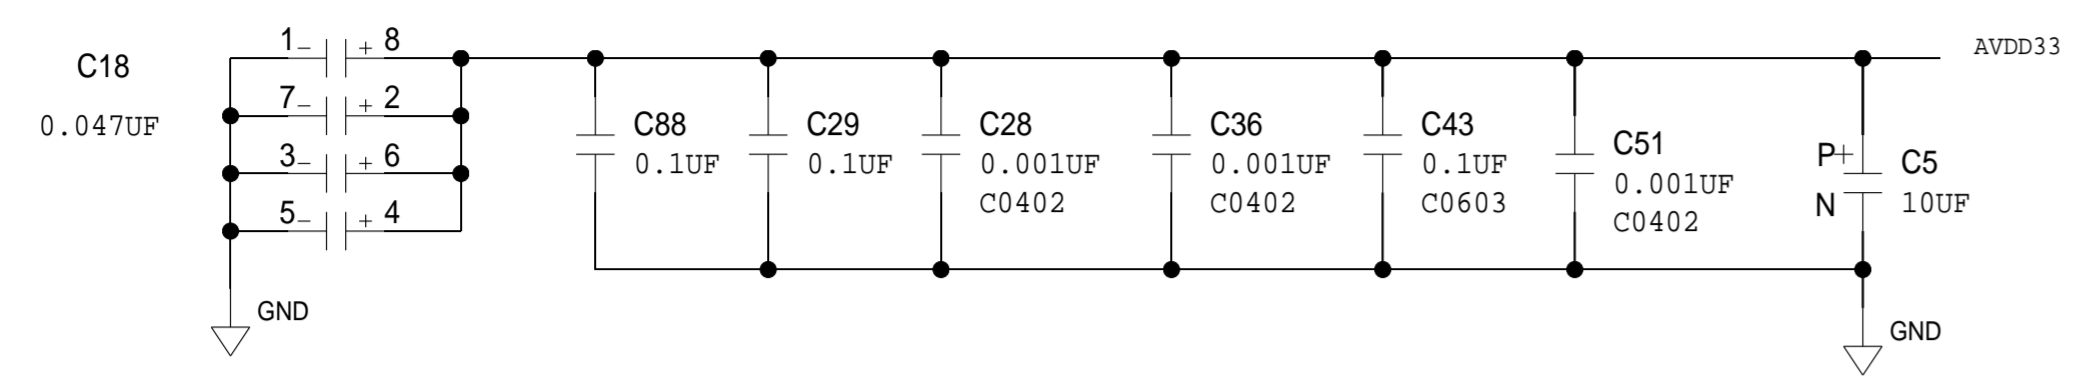 C18
0.047UF
1 - + 8
7 - + 2
3 - + 6
5 - + 4
GND
C88
0.1UF
C29
0.1UF
C28
0.001UF
C0402
C36
0.001UF
C0402
C43
0.1UF
C0603
C51
0.001UF
C0402
P+
N
C5
10UF
AVDD33
GND